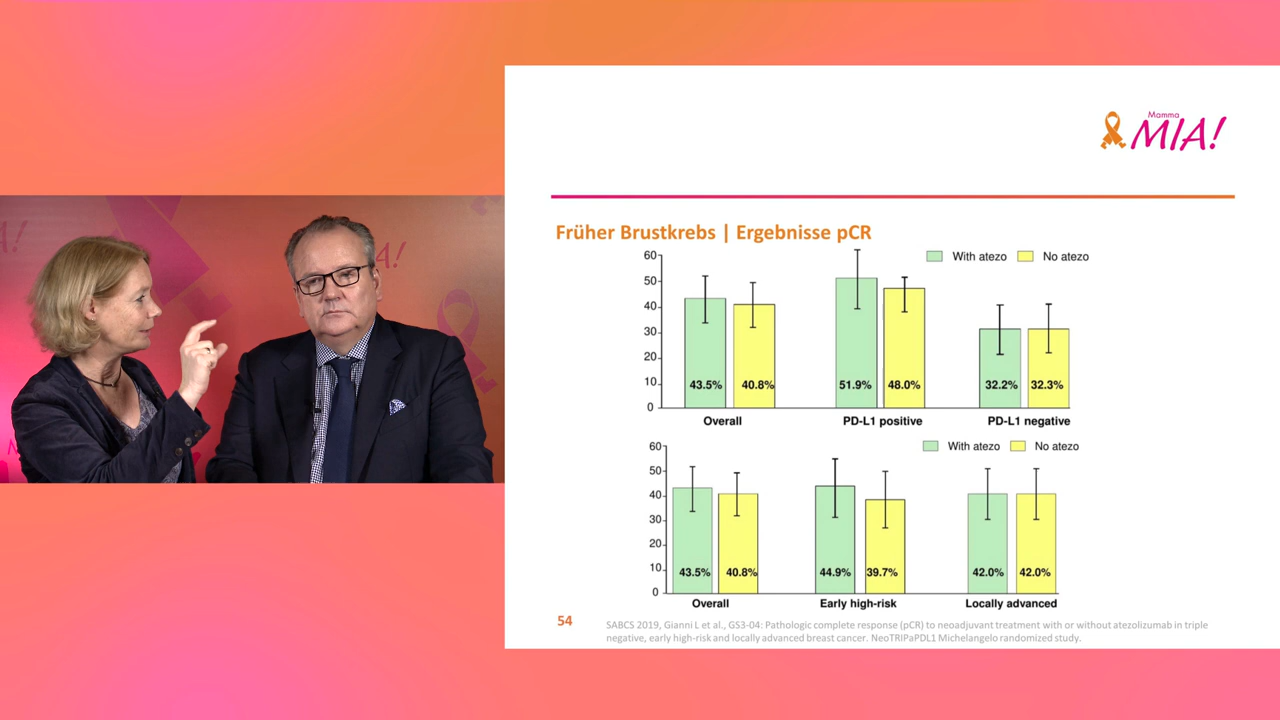 Mamma
MIA!
A!
A!
Früher Brustkrebs | Ergebnisse pCR
60
50
40
30
20
10
0
With atezo
No atezo
43.5%
40.8%
51.9%
48.0%
32.2%
32.3%
Overall
PD-L1 positive
PD-L1 negative
60
50
40
30
20
10
0
With atezo
No atezo
43.5%
40.8%
44.9%
39.7%
42.0%
42.0%
Overall
Early high-risk
Locally advanced
54
SABCS 2019, Gianni L et al., GS3-04: Pathologic complete response (pCR) to neoadjuvant treatment with or without atezolizumab in triple
negative, early high-risk and locally advanced breast cancer. NeoTRIPaPDL1 Michelangelo randomized study.